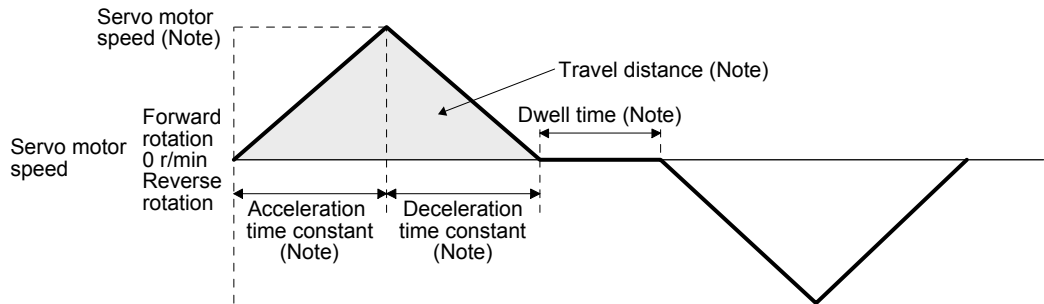 Servo motor
speed (Note)
Travel distance (Note)
Dwell time (Note)
Servo motor
speed
Forward
rotation
0 r/min
Reverse
rotation
Acceleration
time constant
(Note)
Deceleration
time constant
(Note)